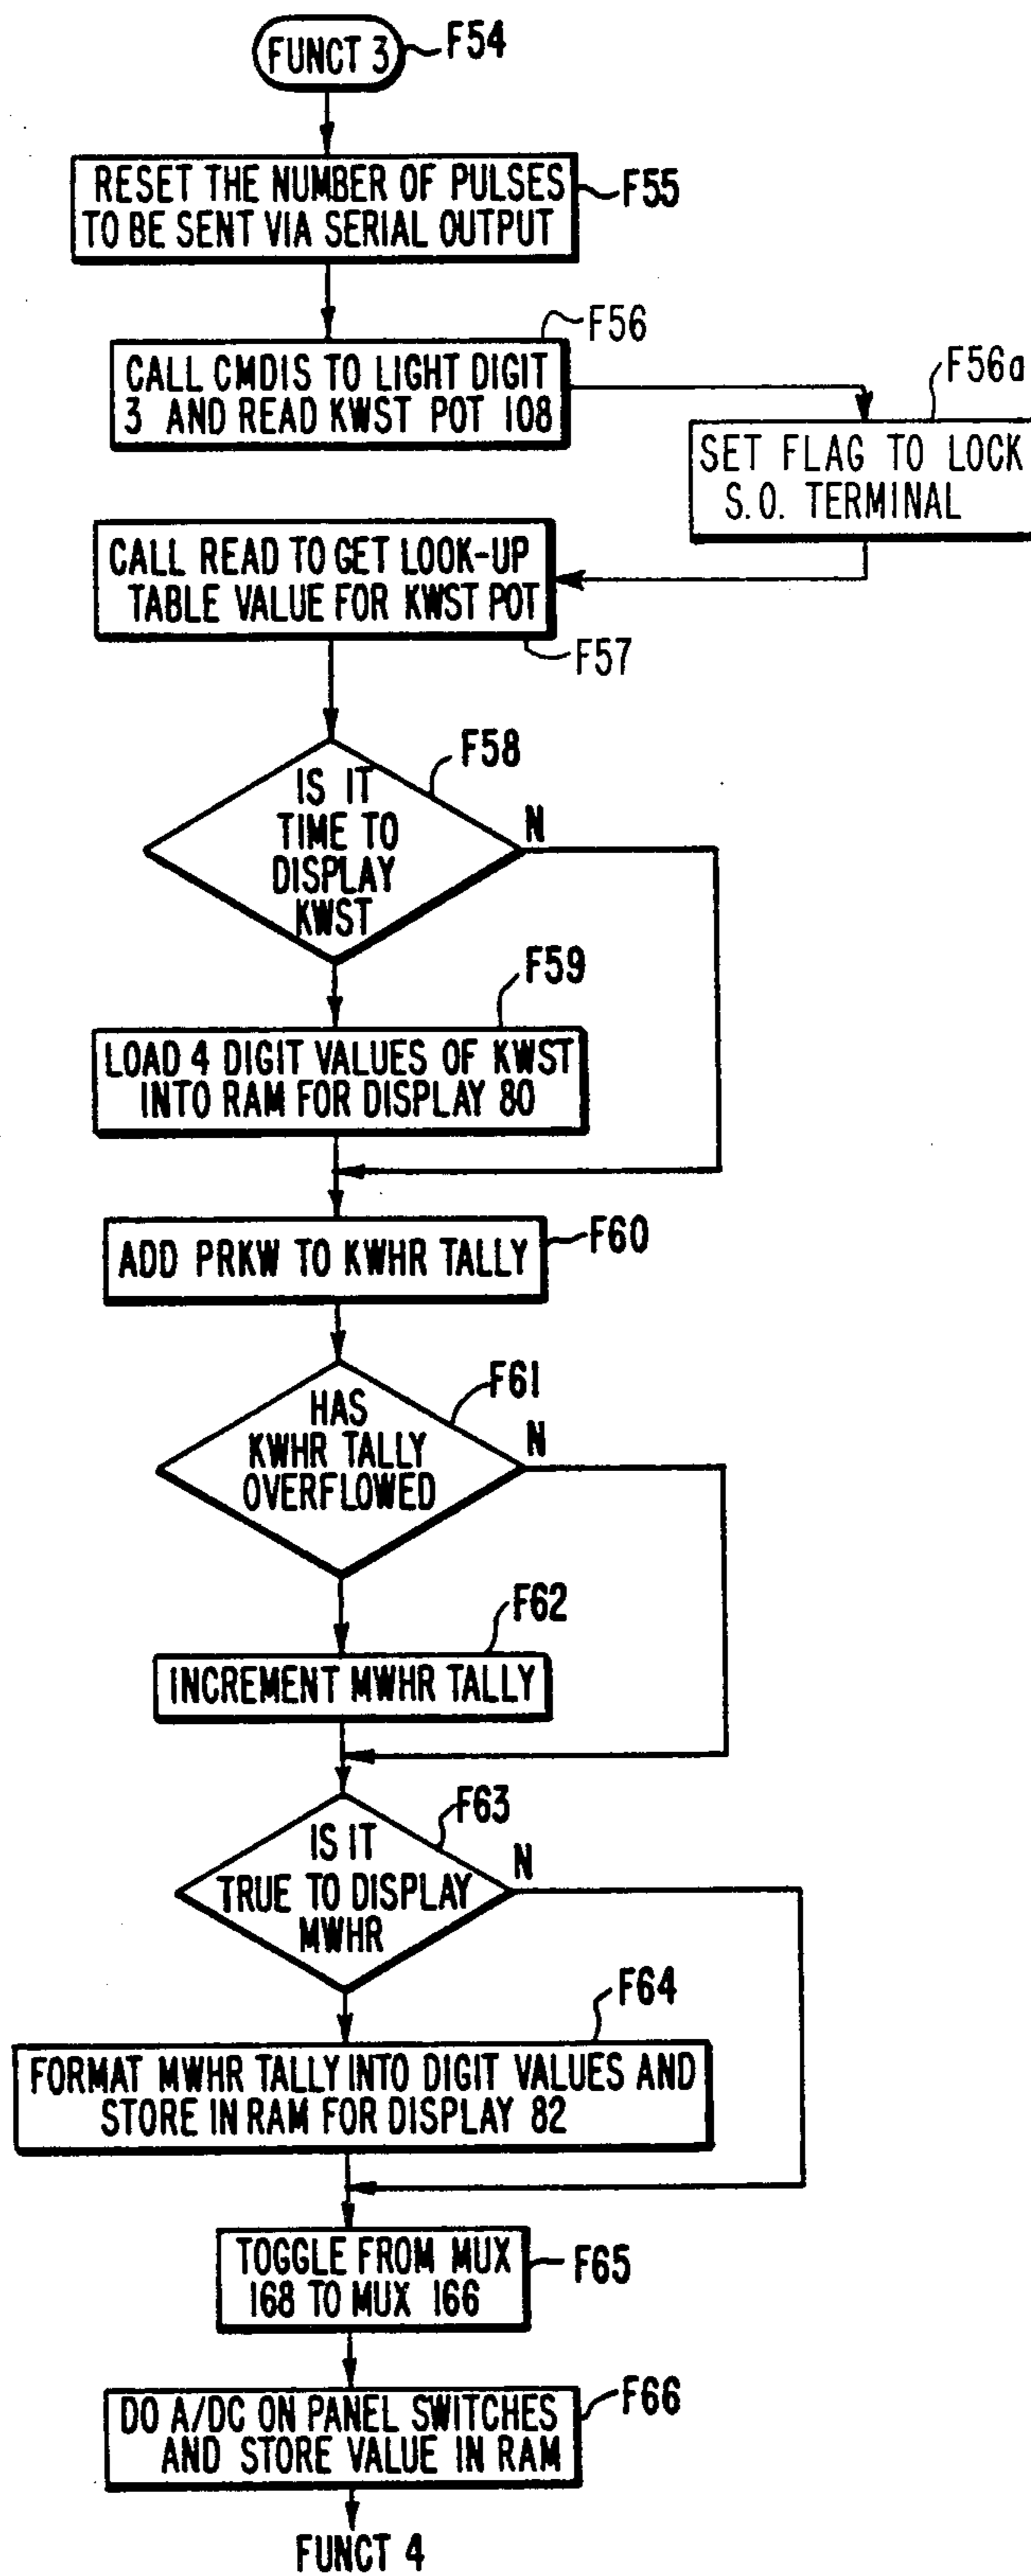 FUNCT 3
F54
RESET THE NUMBER OF PULSES
TO BE SENT VIA SERIAL OUTPUT
F55
F56
CALL CMDIS TO LIGHT DIGIT
3 AND READ KWST POT 108
F56a
SET FLAG TO LOCK
S.O. TERMINAL
CALL READ TO GET LOOK-UP
TABLE VALUE FOR KWST POT
F57
F58
IS IT
TIME TO
DISPLAY
KWST
N
F59
LOAD 4 DIGIT VALUES OF KWST
INTO RAM FOR DISPLAY 80
ADD PRKW TO KWHR TALLY
F60
F61
HAS
KWHR TALLY
OVERFLOWED
N
F62
INCREMENT MWHR TALLY
F63
IS IT
TRUE TO DISPLAY
MWHR
N
F64
FORMAT MWHR TALLY INTO DIGIT VALUES AND
STORE IN RAM FOR DISPLAY 82
TOGGLE FROM MUX
168 TO MUX 166
F65
DO A/DC ON PANEL SWITCHES
AND STORE VALUE IN RAM
F66
FUNCT 4